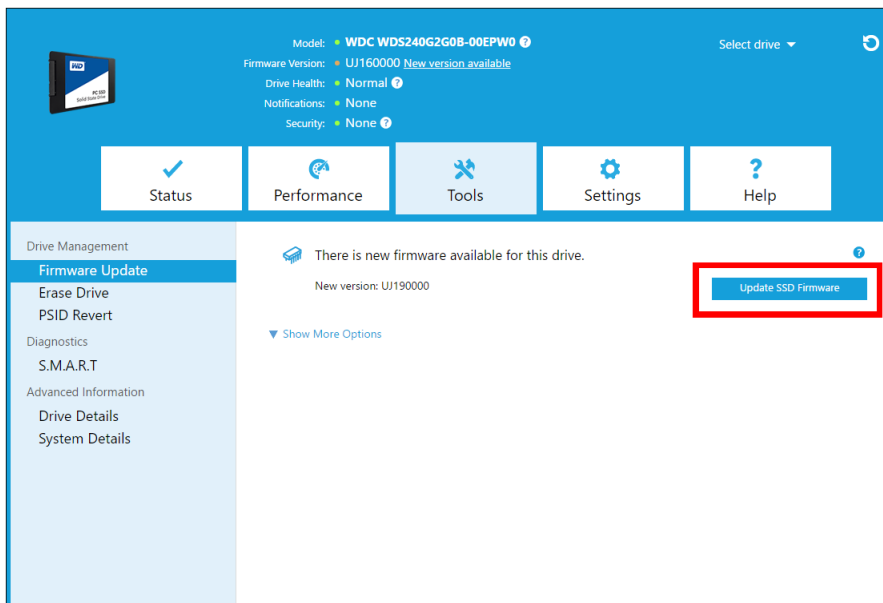 WD
PC SSD
Solid State Drive
Model: WDC WDS240G2G0B-00EPW0 ?
Select drive
Firmware Version: UJ160000 New version available
Drive Health: Normal ?
Notifications: None
Security: None ?
Status
Performance
Tools
Settings
? Help
Drive Management
Firmware Update
Erase Drive
PSID Revert
Diagnostics
S.M.A.R.T
Advanced Information
Drive Details
System Details
There is new firmware available for this drive.
?
New version: UJ190000
Update SSD Firmware
Show More Options